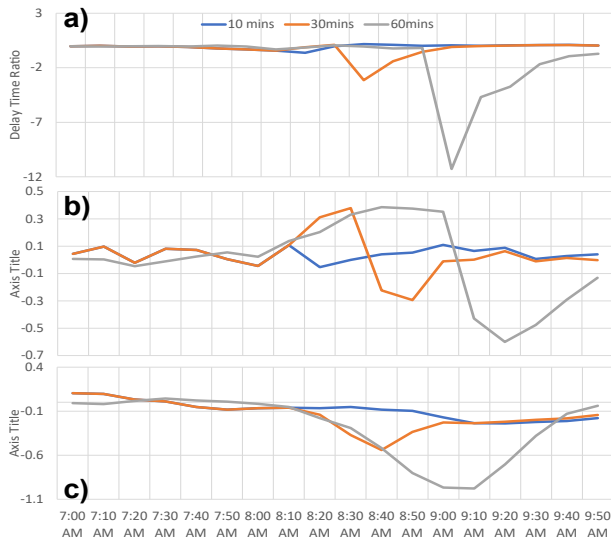 a)
10 mins 30mins 60mins
3
-2
-7
-12
Delay Time Ratio
b)
0.5
0.3
0.1
-0.1
-0.3
-0.5
-0.7
Axis Title
0.4
-0.1
-0.6
-1.1
Axis Title
c)
7:00 7:10 7:20 7:30 7:40 7:50 8:00 8:10 8:20 8:30 8:40 8:50 9:00 9:10 9:20 9:30 9:40 9:50
AM AM AM AM AM AM AM AM AM AM AM AM AM AM AM AM AM AM